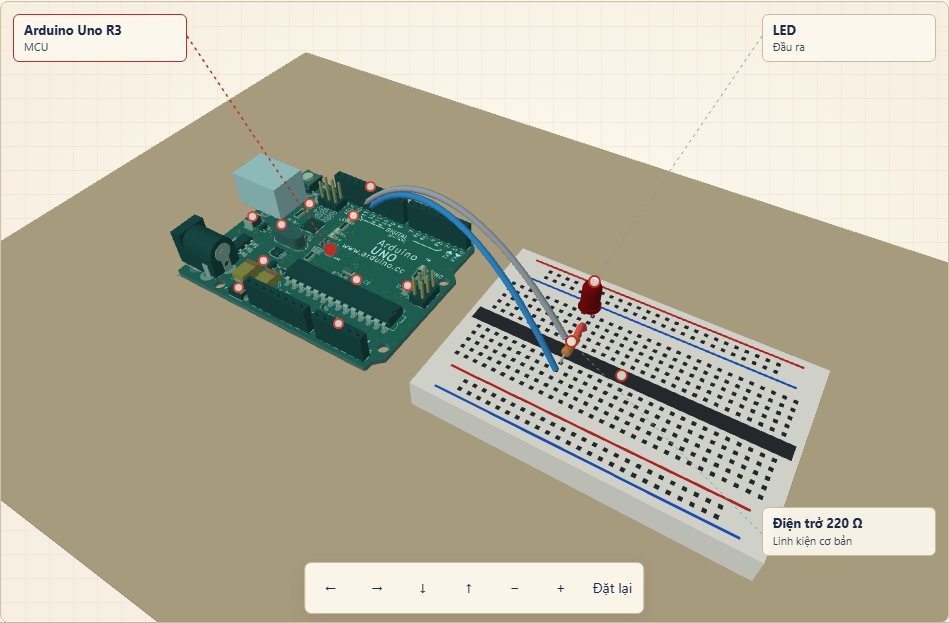 Arduino Uno R3
MCU
LED
Đầu ra
DIGITAL
Arduino
UNO
www.arduino.cc
Điện trở 220 Ω
Linh kiện cơ bản
← → ↓ ↑ − + Đặt lại